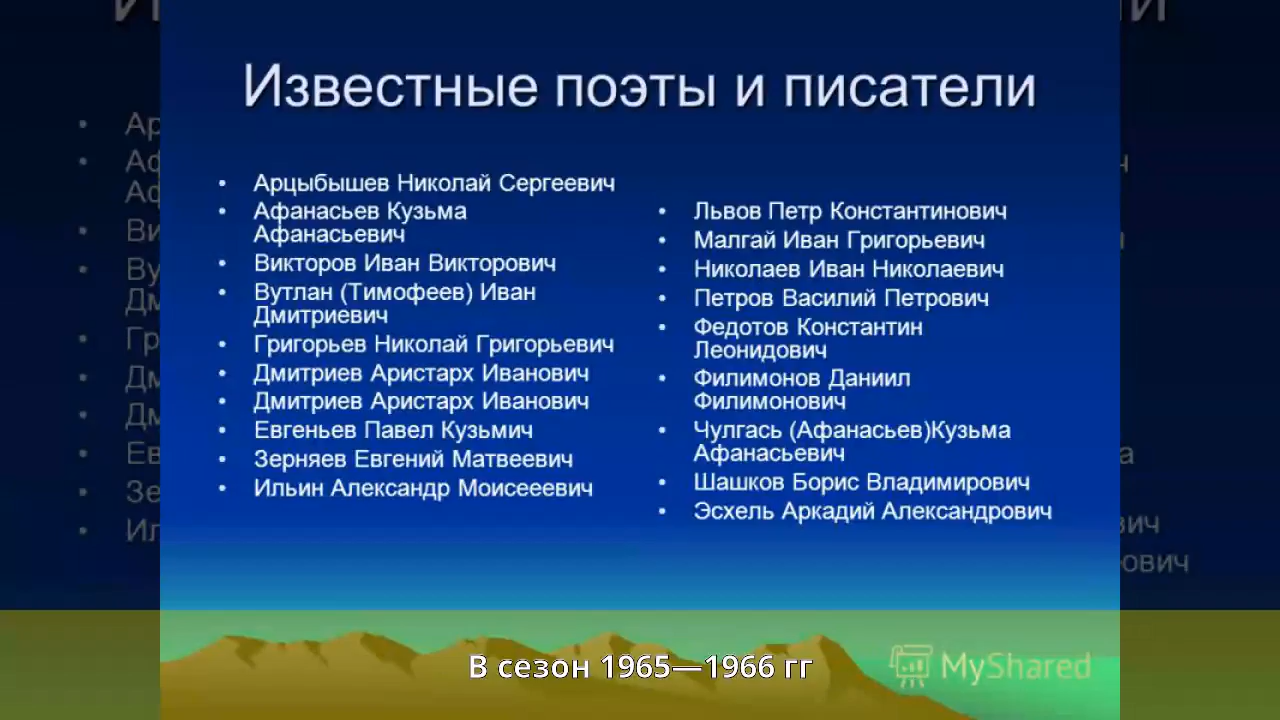 Известные поэты и писатели
• Арцыбышев Николай Сергеевич
• Афанасьев Кузьма
Афанасьевич
• Викторов Иван Викторович
• Вутлан (Тимофеев) Иван
Дмитриевич
• Григорьев Николай Григорьевич
• Дмитриев Аристарх Иванович
• Дмитриев Аристарх Иванович
• Евгеньев Павел Кузьмич
• Зерняев Евгений Матвеевич
• Ильин Александр Моисееевич
• Львов Петр Константинович
• Малгай Иван Григорьевич
• Николаев Иван Николаевич
• Петров Василий Петрович
• Федотов Константин
Леонидович
• Филимонов Даниил
Филимонович
• Чулгась (Афанасьев)Кузьма
Афанасьевич
• Шашков Борис Владимирович
• Эсхель Аркадий Александрович
В сезон 1965—1966 гг
MyShared